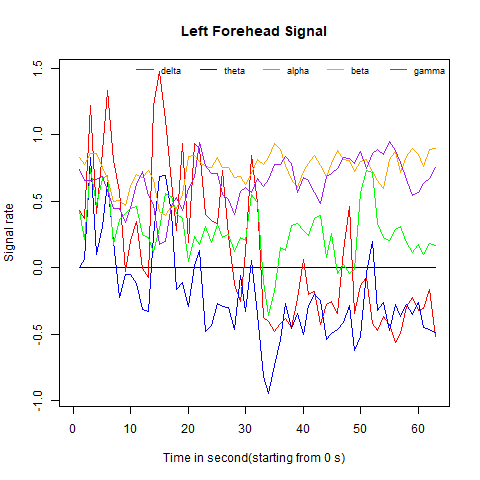 Left Forehead Signal
delta theta alpha beta gamma
1.5
1.0
0.5
0.0
-0.5
-1.0
Signal rate
0 10 20 30 40 50 60
Time in second(starting from 0 s)